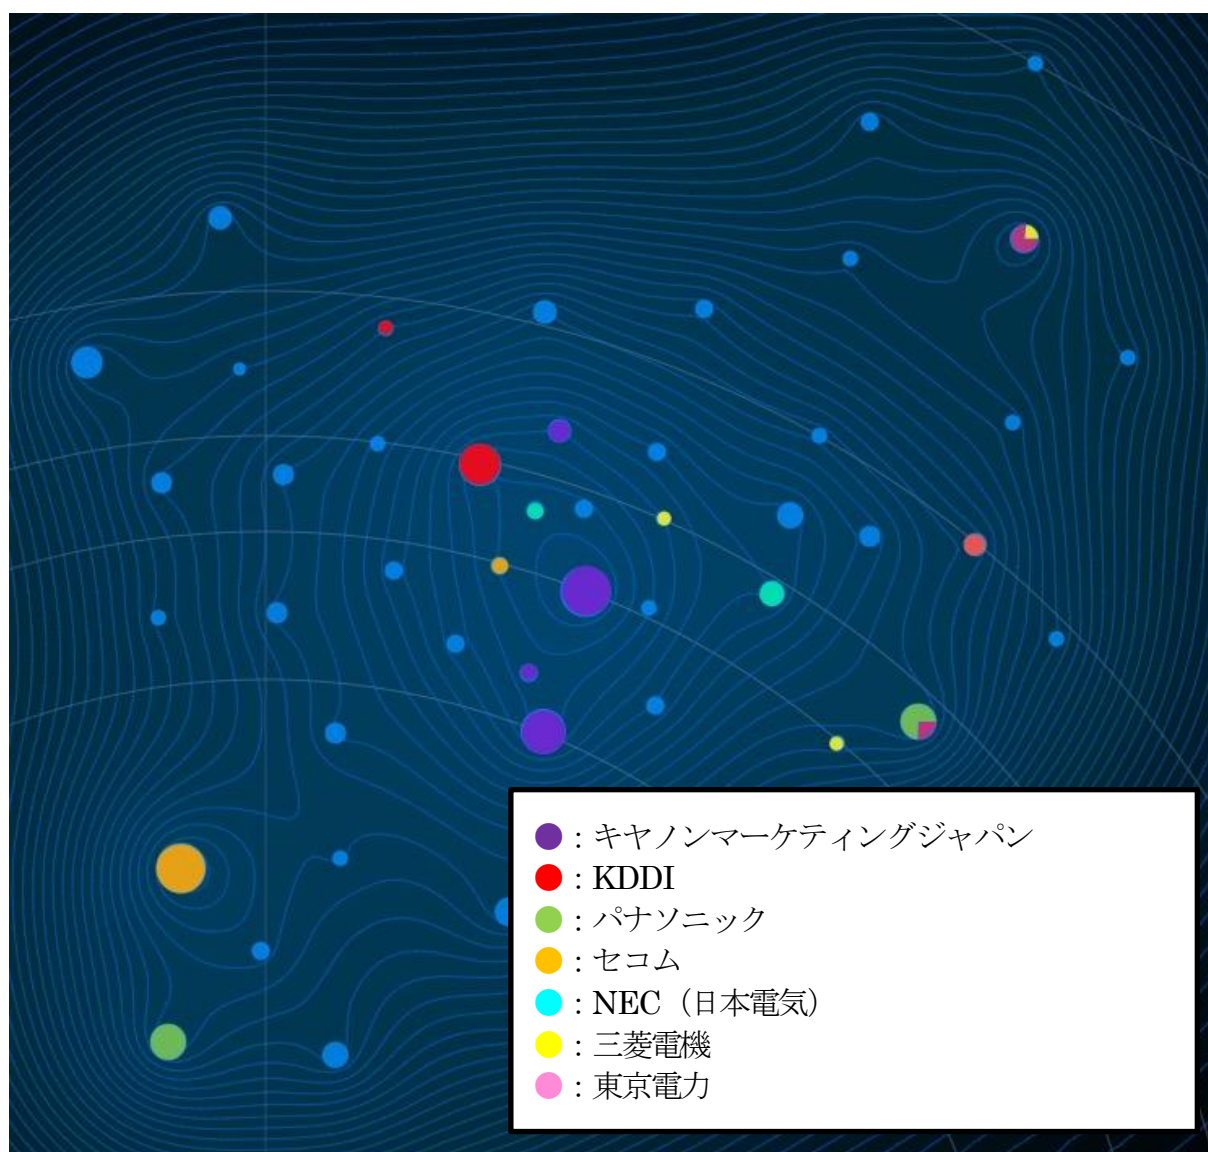 ：キヤノンマーケティングジャパン
：KDDI
：パナソニック
：セコム
：NEC（日本電気）
：三菱電機
：東京電力